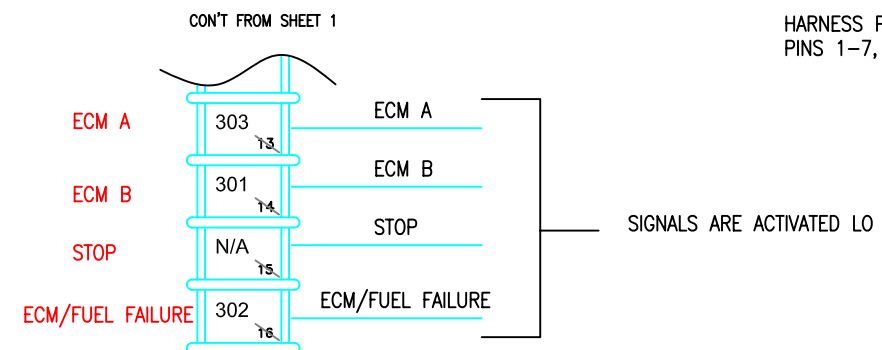 CON'T FROM SHEET 1
HARNESS
PINS 1-7,
ECM A
303
13
ECM A
ECM B
301
14
ECM B
STOP
N/A
15
STOP
ECM/FUEL FAILURE
302
16
ECM/FUEL FAILURE
SIGNALS ARE ACTIVATED LO